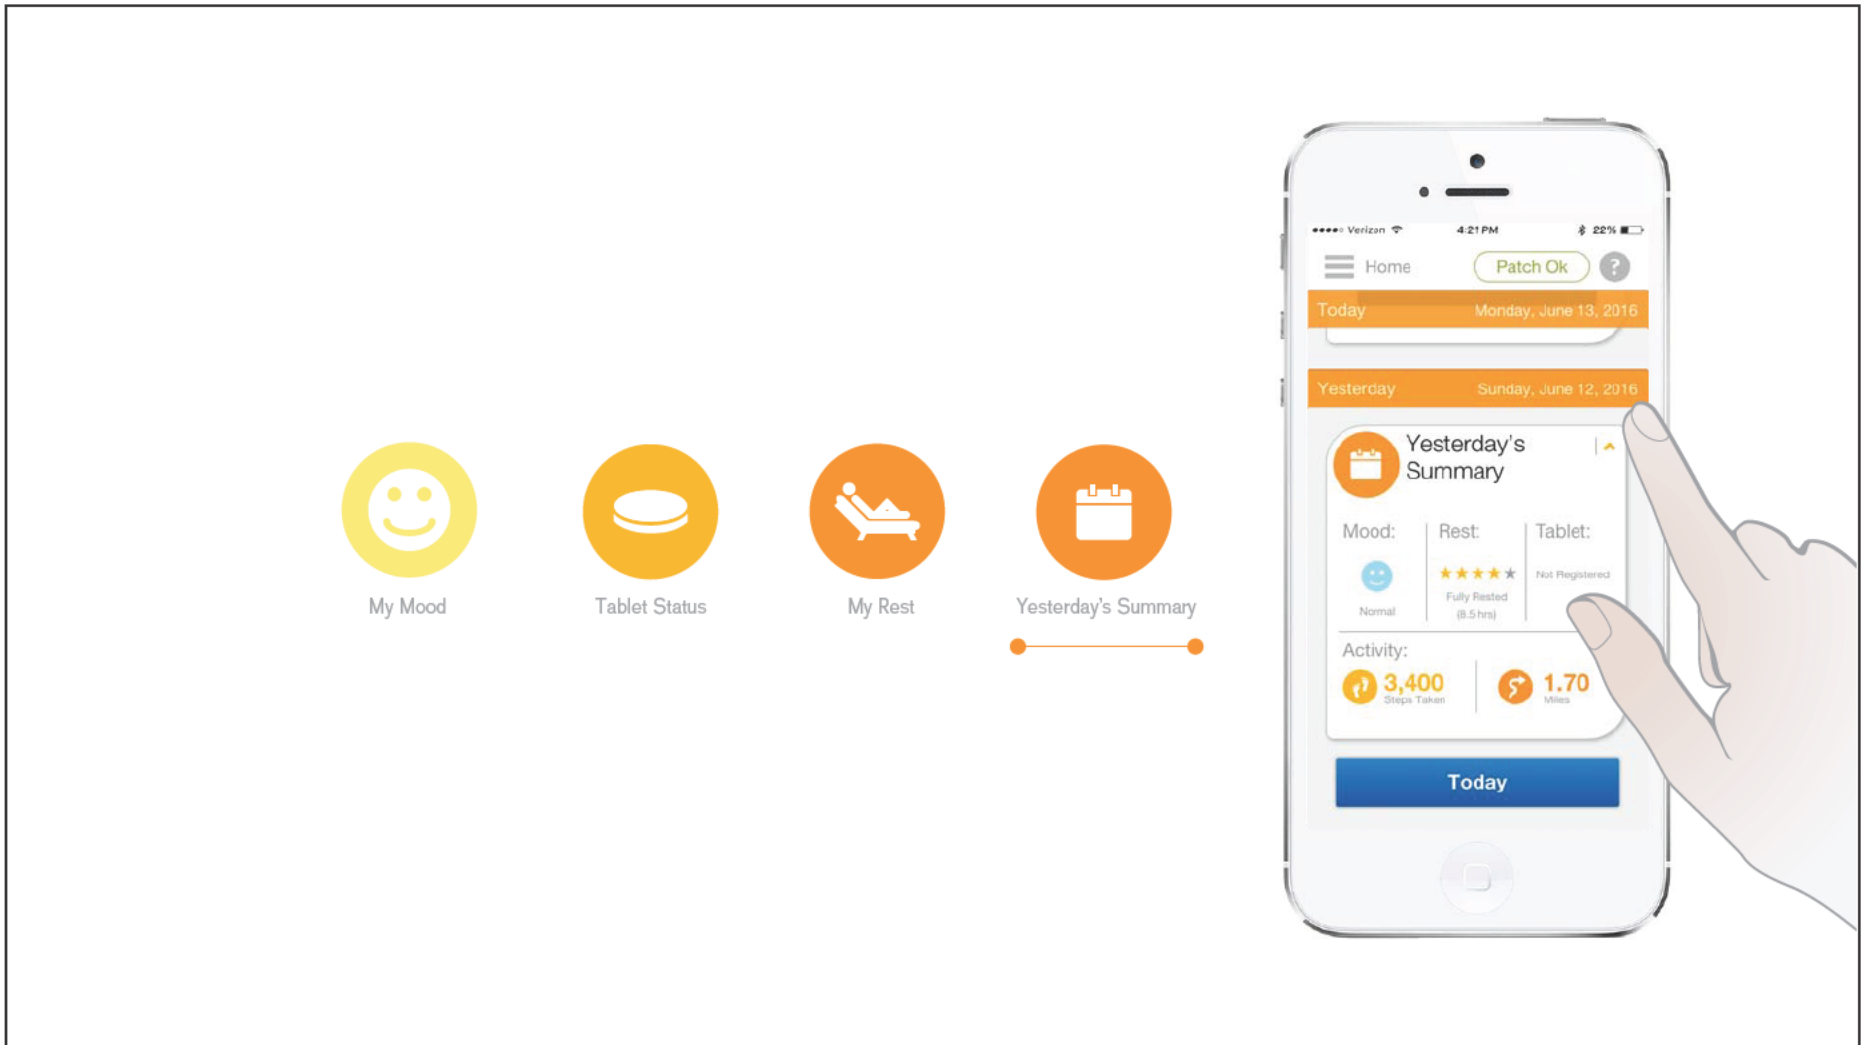 My Mood
Tablet Status
My Rest
Yesterday's Summary
Verizon 4:21 PM 22%
Home Patch Ok ?
Today Monday, June 13, 2016
Yesterday Sunday, June 12, 2016
Yesterday's
Summary
Mood: Rest: Tablet:
Not Registered
Normal Fully Rested
(8.5 hrs)
Activity:
3,400 1.70
Steps Taken Miles
Today